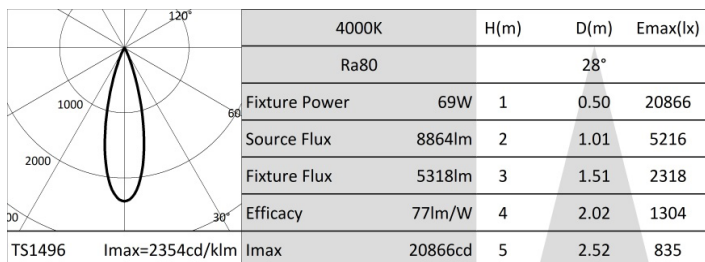 120°
1000
60
2000
00
30°
TS1496 Imax=2354cd/klm
4000K H(m) D(m) Emax(lx)
Ra80 28°
Fixture Power 69W 1 0.50 20866
Source Flux 8864lm 2 1.01 5216
Fixture Flux 5318lm 3 1.51 2318
Efficacy 77lm/W 4 2.02 1304
Imax 20866cd 5 2.52 835